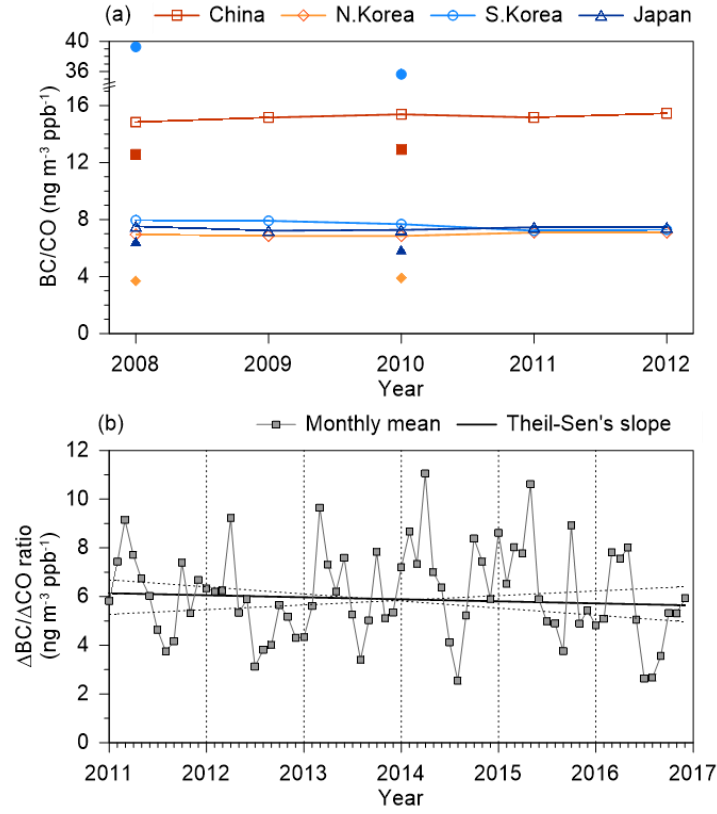 (a) China N.Korea S.Korea Japan
40
36
16
12
8
4
0
BC/CO (ng m⁻³ ppb⁻¹)
2008 2009 2010 2011 2012
Year
(b) Monthly mean Theil-Sen's slope
12
10
8
6
4
2
0
ΔBC/ΔCO ratio
(ng m⁻³ ppb⁻¹)
2011 2012 2013 2014 2015 2016 2017
Year